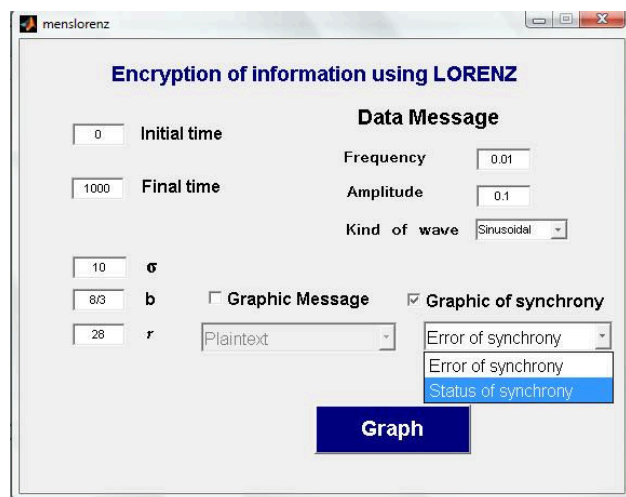 menslorenz
Encryption of information using LORENZ
Data Message
0 Initial time
Frequency 0.01
1000 Final time
Amplitude 0.1
Kind of wave Sinusoidal
10 σ
8/3 b
Graphic Message
Graphic of synchrony
28 r
Plaintext
Error of synchrony
Error of synchrony
Status of synchrony
Graph